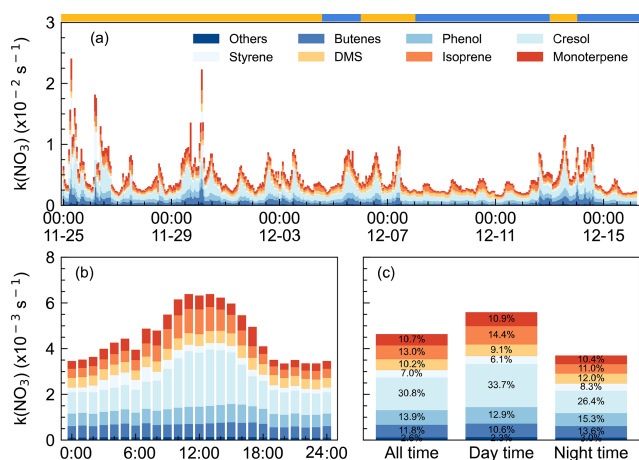 (a)
Others Butenes Phenol Cresol
Styrene DMS Isoprene Monoterpene
k(NO₃) (x10⁻² s⁻¹)
3
2
1
0
00:00 00:00 00:00 00:00 00:00 00:00
11-25 11-29 12-03 12-07 12-11 12-15
(b)
k(NO₃) (x10⁻³ s⁻¹)
8
6
4
2
0
0:00 6:00 12:00 18:00 24:00
(c)
10.7% 10.9% 10.4%
13.0% 14.4% 11.0%
10.2% 9.1% 12.0%
7.0% 6.1% 8.3%
30.8% 33.7% 26.4%
13.9% 12.9% 15.3%
11.8% 10.6% 13.6%
2.6% 2.3% 3.0%
All time Day time Night time